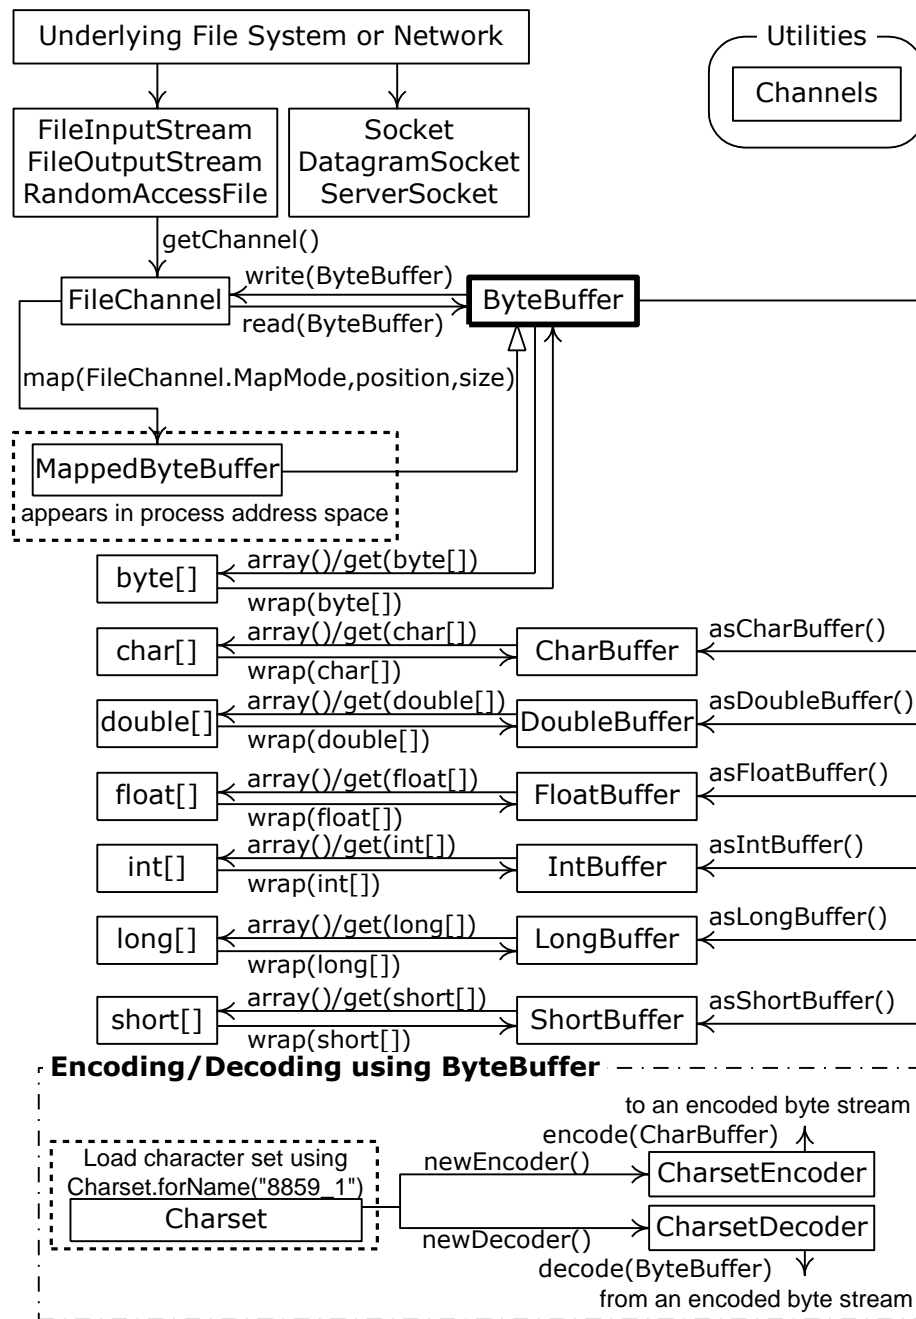 Underlying File System or Network
Utilities
Channels
FileInputStream
FileOutputStream
RandomAccessFile
Socket
DatagramSocket
ServerSocket
getChannel()
write(ByteBuffer)
FileChannel
ByteBuffer
read(ByteBuffer)
map(FileChannel.MapMode,position,size)
MappedByteBuffer
appears in process address space
array()/get(byte[])
byte[]
wrap(byte[])
array()/get(char[])
asCharBuffer()
char[]
CharBuffer
wrap(char[])
array()/get(double[])
asDoubleBuffer()
double[]
DoubleBuffer
wrap(double[])
array()/get(float[])
asFloatBuffer()
float[]
FloatBuffer
wrap(float[])
array()/get(int[])
asIntBuffer()
int[]
IntBuffer
wrap(int[])
array()/get(long[])
asLongBuffer()
long[]
LongBuffer
wrap(long[])
array()/get(short[])
asShortBuffer()
short[]
ShortBuffer
wrap(short[])
Encoding/Decoding using ByteBuffer
to an encoded byte stream
encode(CharBuffer)
Load character set using
Charset.forName("8859_1")
Charset
newEncoder()
CharsetEncoder
newDecoder()
CharsetDecoder
decode(ByteBuffer)
from an encoded byte stream